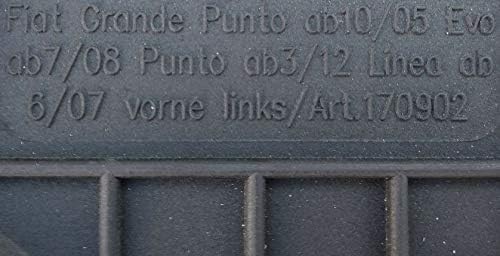 Fiat Grande Punto ab10/05 Evo
ab7/08 Punto ab3/12 Linea ab
6/07 vorne links/Art.170902